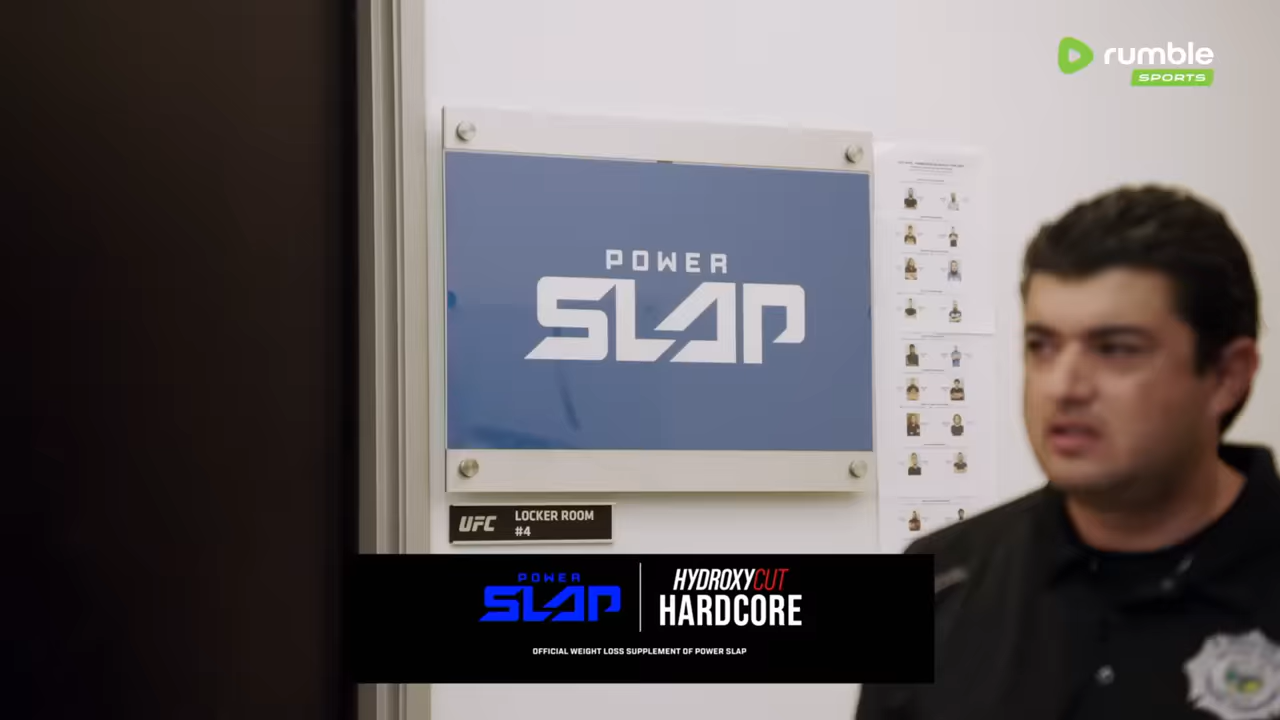 rumble
SPORTS
POWER
SLAP
UFC
LOCKER ROOM
#4
POWER
SLAP
HYDROXYCUT
HARDCORE
OFFICIAL WEIGHT LOSS SUPPLEMENT OF POWER SLAP